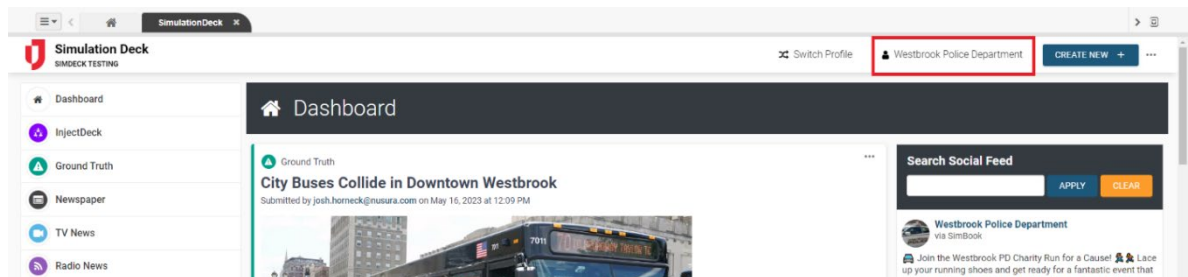 SimulationDeck ×
Simulation Deck
SIMDECK TESTING
Switch Profile
Westbrook Police Department
CREATE NEW +
Dashboard
InjectDeck
Ground Truth
Newspaper
TV News
Radio News
Dashboard
Ground Truth
City Buses Collide in Downtown Westbrook
Submitted by josh.horneck@nusura.com on May 16, 2023 at 12:09 PM
7011
Search Social Feed
APPLY
CLEAR
Westbrook Police Department
via SimBook
Join the Westbrook PD Charity Run for a Cause! Lace
up your running shoes and get ready for a fantastic event that